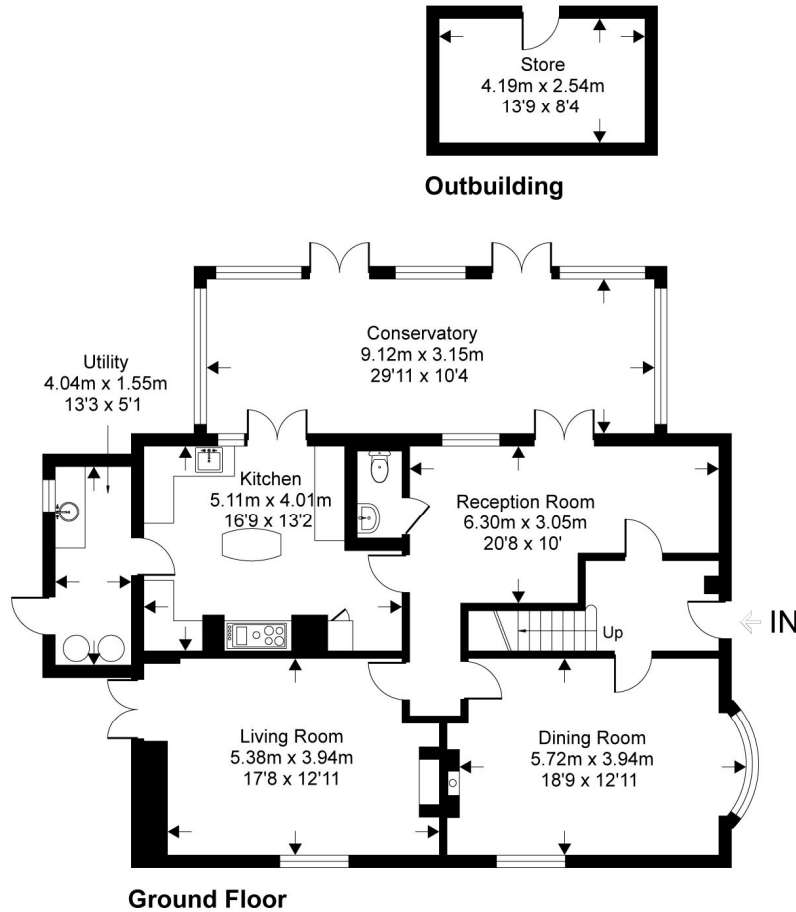 Store
4.19m x 2.54m
13'9 x 8'4
Outbuilding
Conservatory
9.12m x 3.15m
29'11 x 10'4
Utility
4.04m x 1.55m
13'3 x 5'1
Kitchen
5.11m x 4.01m
16'9 x 13'2
Reception Room
6.30m x 3.05m
20'8 x 10'
IN
Up
Living Room
5.38m x 3.94m
17'8 x 12'11
Dining Room
5.72m x 3.94m
18'9 x 12'11
Ground Floor